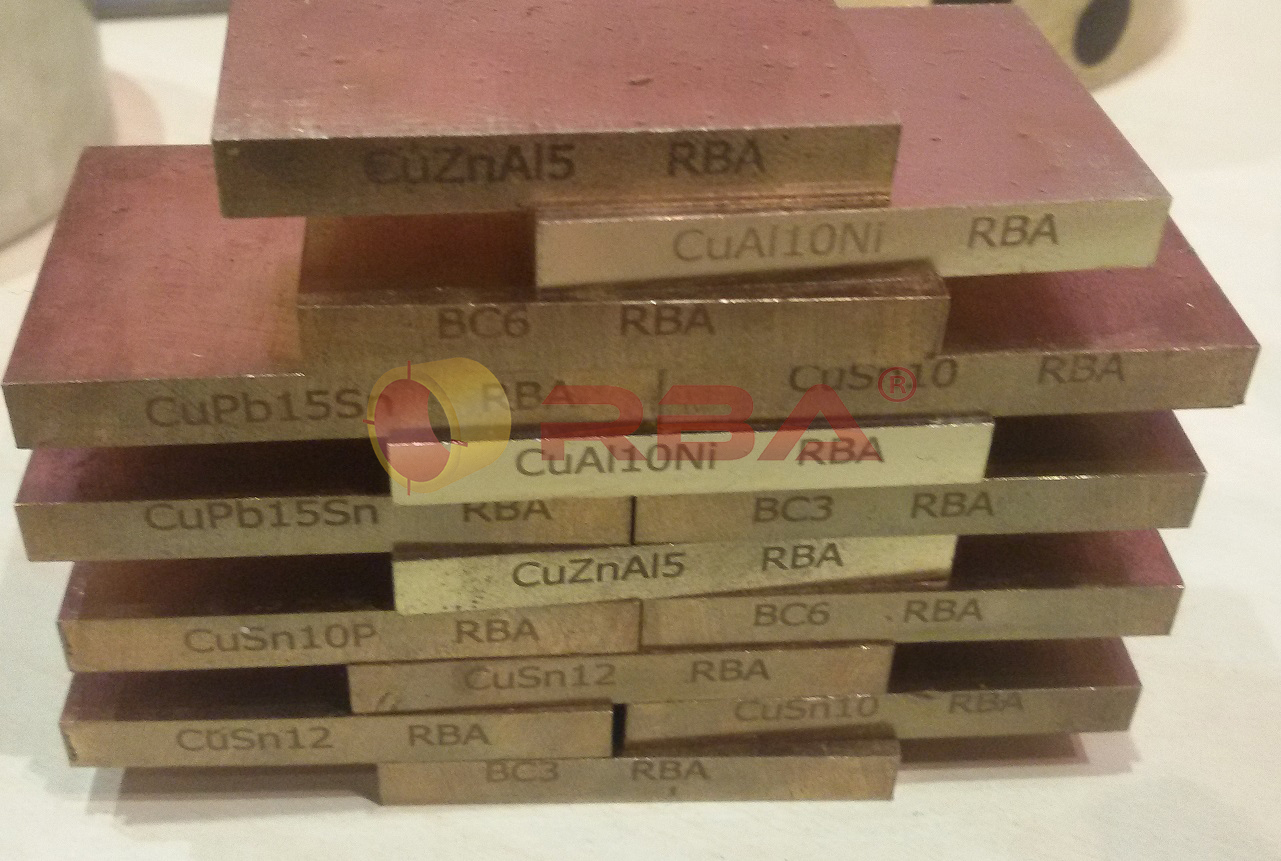 CuZnAl5 RBA
CuAl10Ni RBA
BC6 RBA
CuSn10 RBA
CuPb15Sn RBA
RBA®
CuAl10Ni RBA
CuPb15Sn RBA
BC3 RBA
CuZnAl5 RBA
CuSn10P RBA
BC6 RBA
CuSn12 RBA
CuSn10 RBA
CuSn12 RBA
BC3 RBA